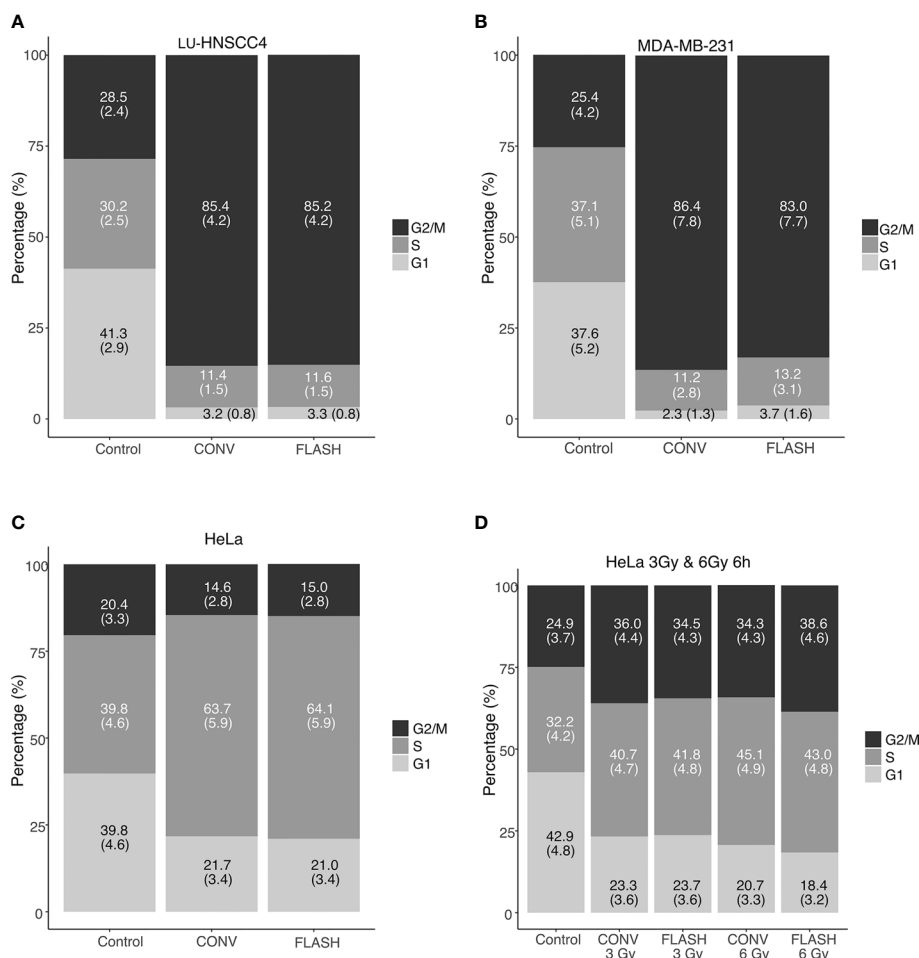 A
LU-HNSCC4
Percentage (%)
100
75
50
25
0
28.5
(2.4)
30.2
(2.5)
41.3
(2.9)
85.4
(4.2)
11.4
(1.5)
3.2 (0.8)
85.2
(4.2)
11.6
(1.5)
3.3 (0.8)
Control
CONV
FLASH
G2/M
S
G1
B
MDA-MB-231
Percentage (%)
100
75
50
25
0
25.4
(4.2)
37.1
(5.1)
37.6
(5.2)
86.4
(7.8)
11.2
(2.8)
2.3 (1.3)
83.0
(7.7)
13.2
(3.1)
3.7 (1.6)
Control
CONV
FLASH
G2/M
S
G1
C
HeLa
Percentage (%)
100
75
50
25
0
20.4
(3.3)
39.8
(4.6)
39.8
(4.6)
14.6
(2.8)
63.7
(5.9)
21.7
(3.4)
15.0
(2.8)
64.1
(5.9)
21.0
(3.4)
Control
CONV
FLASH
G2/M
S
G1
D
HeLa 3Gy & 6Gy 6h
Percentage (%)
100
75
50
25
0
24.9
(3.7)
32.2
(4.2)
42.9
(4.8)
36.0
(4.4)
40.7
(4.7)
23.3
(3.6)
34.5
(4.3)
41.8
(4.8)
23.7
(3.6)
34.3
(4.3)
45.1
(4.9)
20.7
(3.3)
38.6
(4.6)
43.0
(4.8)
18.4
(3.2)
Control
CONV
3 Gy
FLASH
3 Gy
CONV
6 Gy
FLASH
6 Gy
G2/M
S
G1